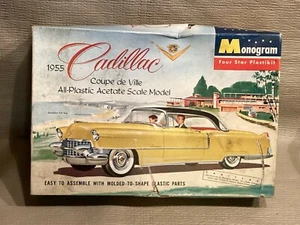 1955 Cadillac
Coupe de Ville
All-Plastic Acetate Scale Model
Monogram
Four Star Plastikit
EASY TO ASSEMBLE WITH MOLDED-TO-SHAPE PLASTIC PARTS